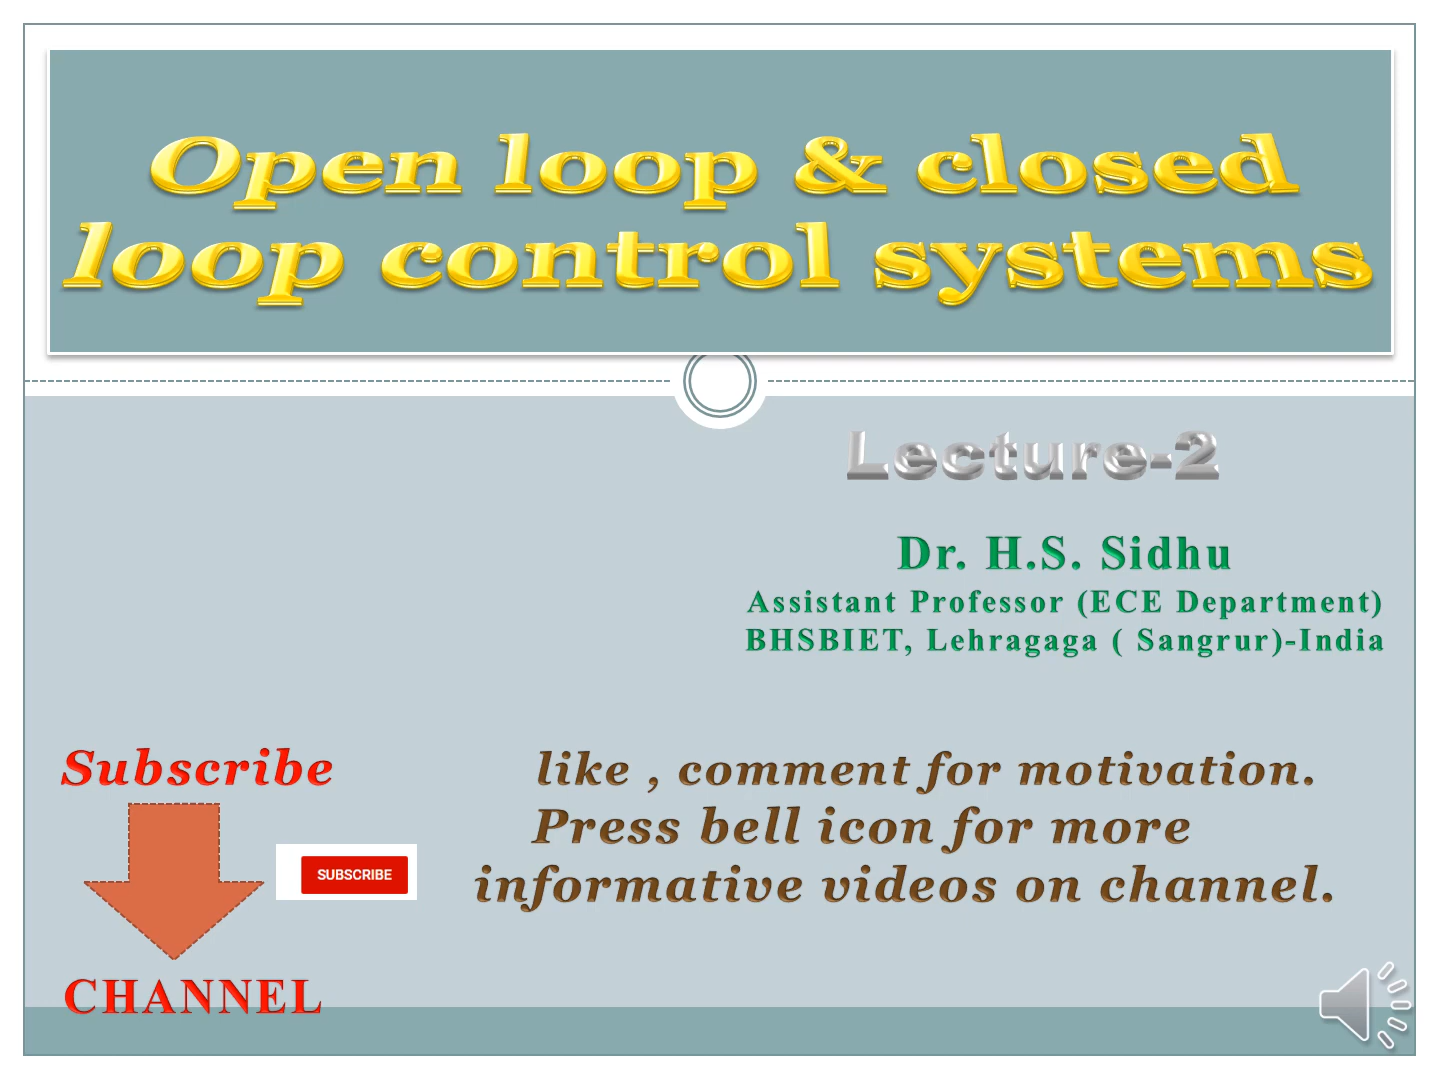 Open loop & closed
loop control systems
Lecture-2
Dr. H.S. Sidhu
Assistant Professor (ECE Department)
BHSBIET, Lehragaga ( Sangrur)-India
Subscribe
like , comment for motivation.
Press bell icon for more
informative videos on channel.
SUBSCRIBE
CHANNEL